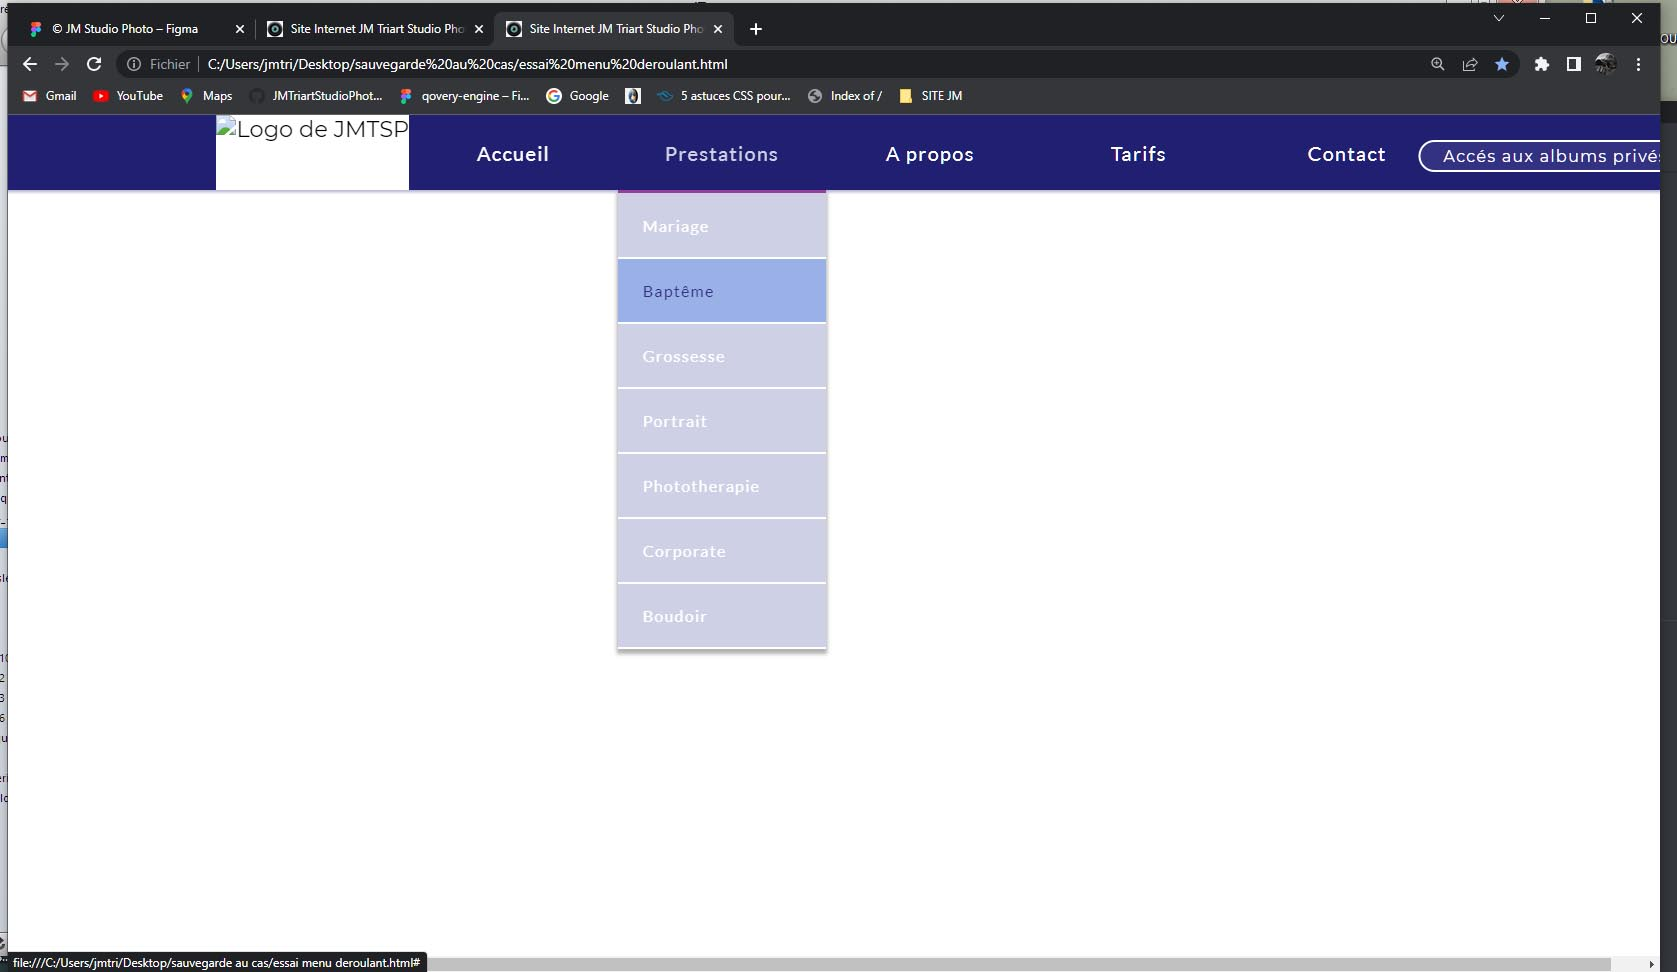 © JM Studio Photo – Figma
Site Internet JM Triart Studio Pho
Site Internet JM Triart Studio Pho
Fichier
C:/Users/jmtri/Desktop/sauvegarde%20au%20cas/essai%20menu%20deroulant.html
Gmail
YouTube
Maps
JMTriartStudioPhot...
qovery-engine – Fi...
Google
5 astuces CSS pour...
Index of /
SITE JM
Logo de JMTSP
Accueil
Prestations
A propos
Tarifs
Contact
Accés aux albums privés
Mariage
Baptême
Grossesse
Portrait
Phototherapie
Corporate
Boudoir
file:///C:/Users/jmtri/Desktop/sauvegarde au cas/essai menu deroulant.html#